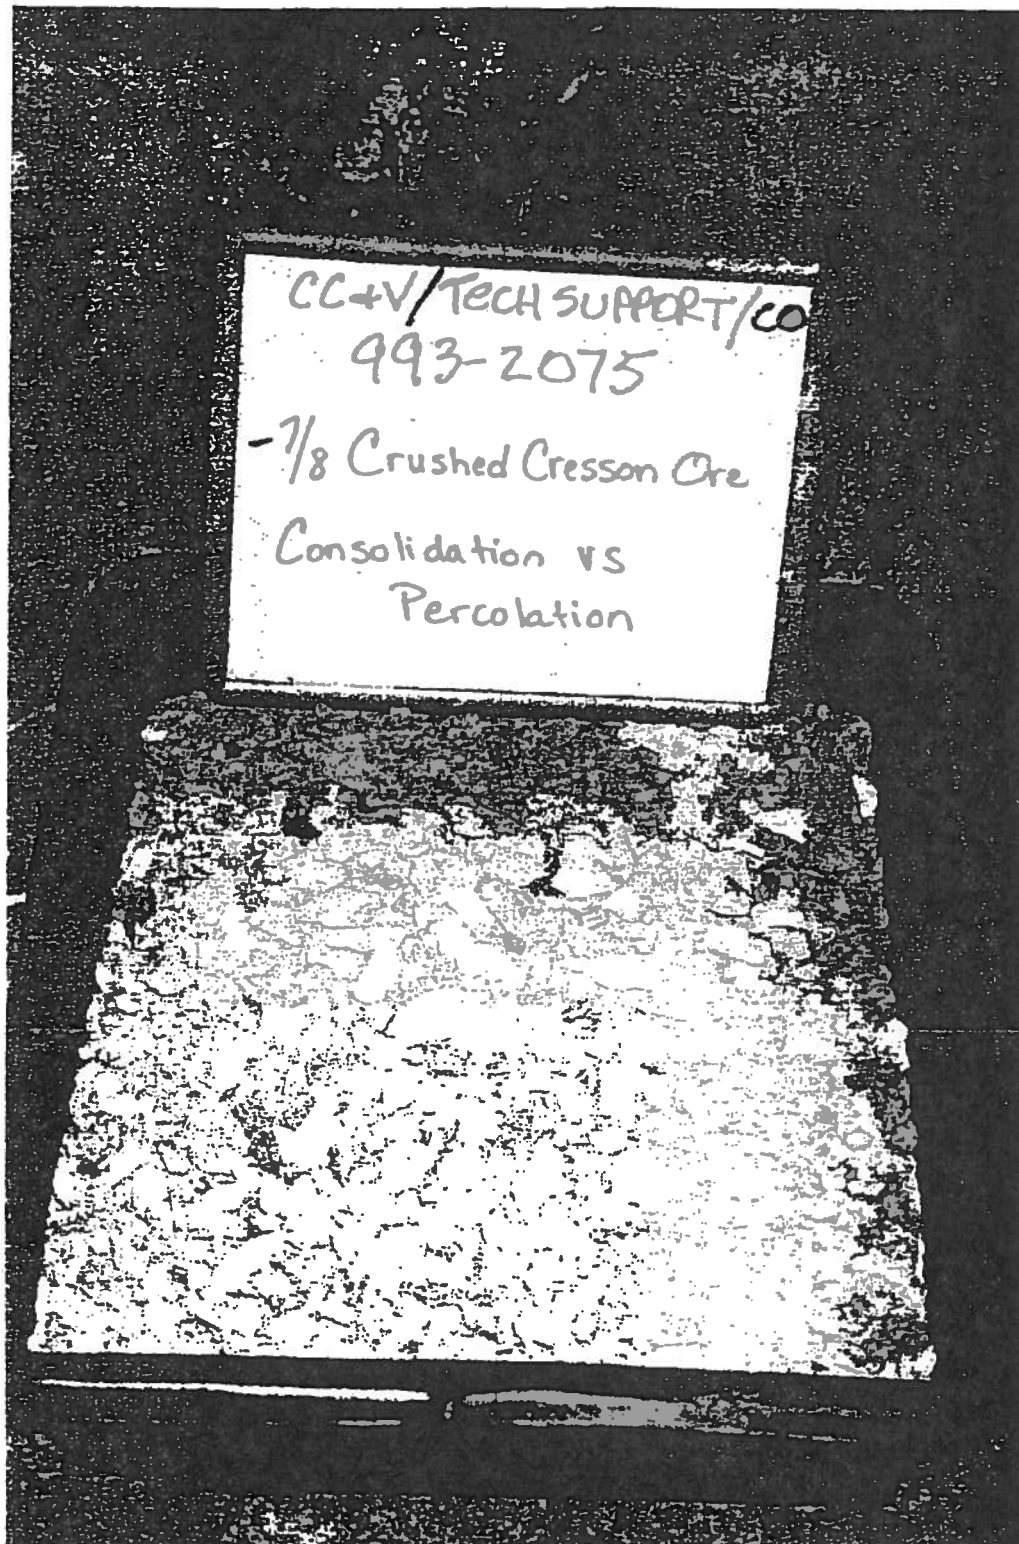 CC+V/TECH SUPPORT/CO
993-2075
-7/8 Crushed Cresson Ore
Consolidation vs
Percolation